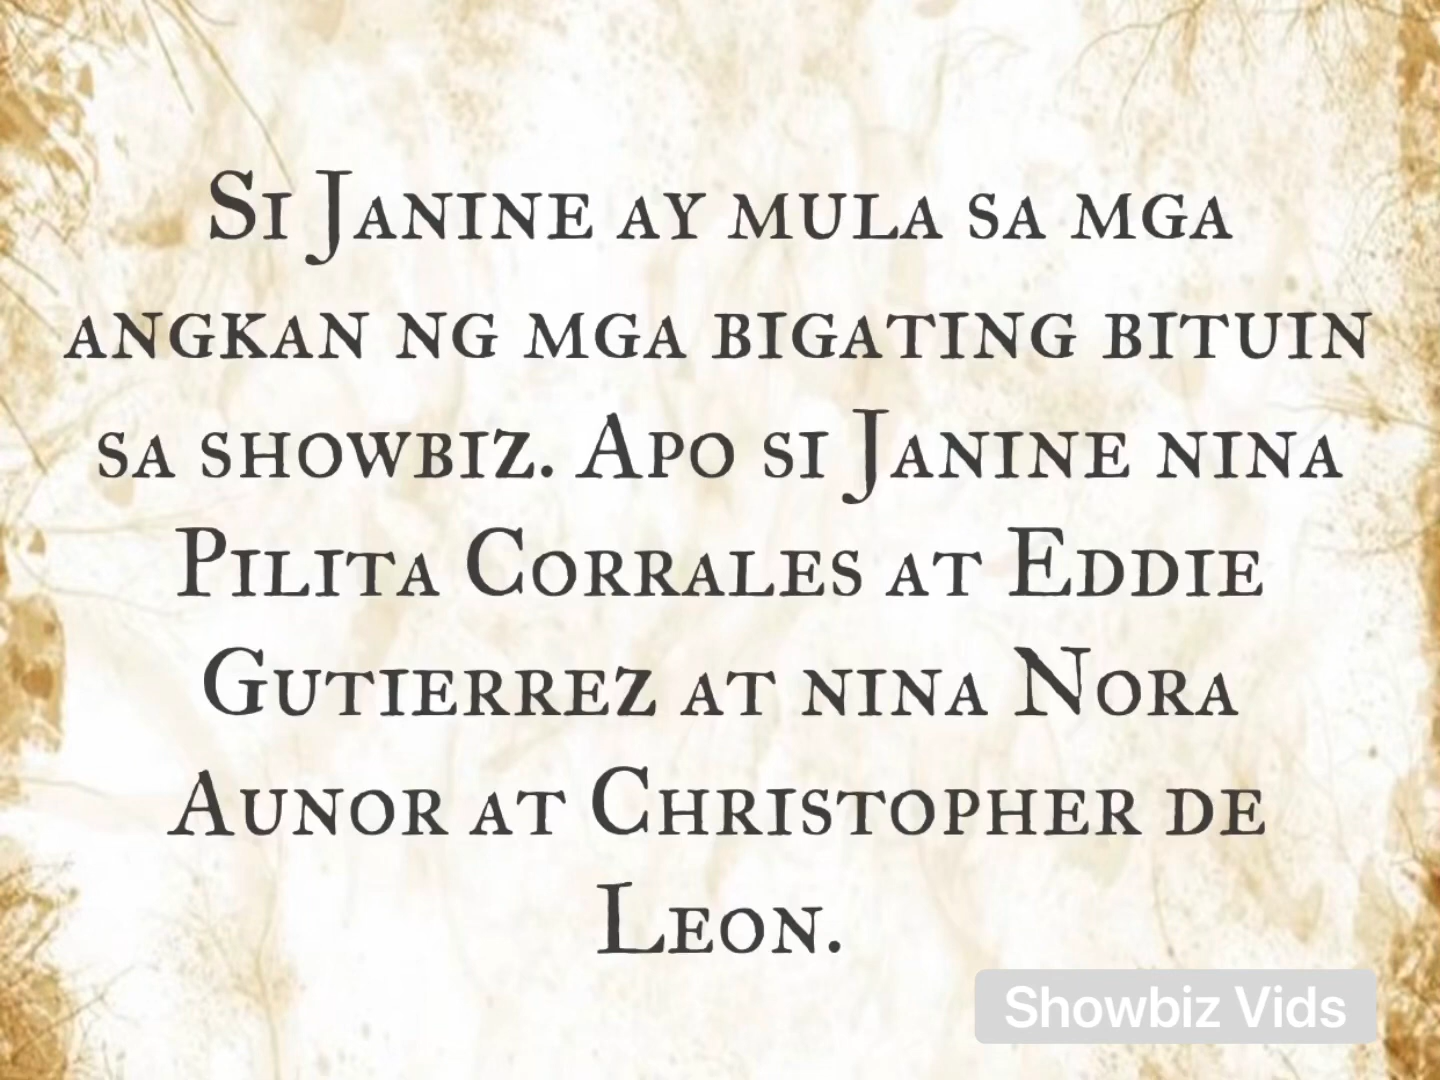 Si Janine ay mula sa mga
angkan ng mga bigating bituin
sa showbiz. Apo si Janine nina
Pilita Corrales at Eddie
Gutierrez at nina Nora
Aunor at Christopher de
Leon.
Showbiz Vids